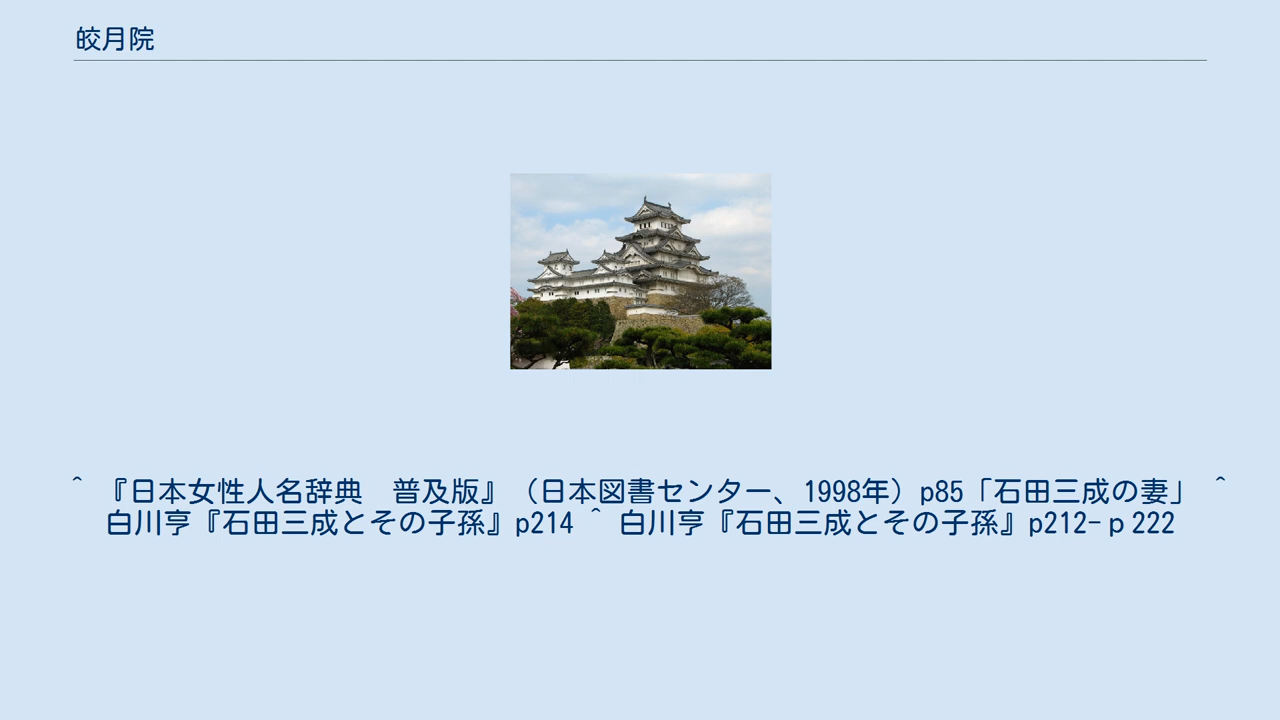 皎月院
^ 『日本女性人名辞典　普及版』（日本図書センター、1998年）p85「石田三成の妻」 ^
白川亨『石田三成とその子孫』p214 ^ 白川亨『石田三成とその子孫』p212-ｐ222